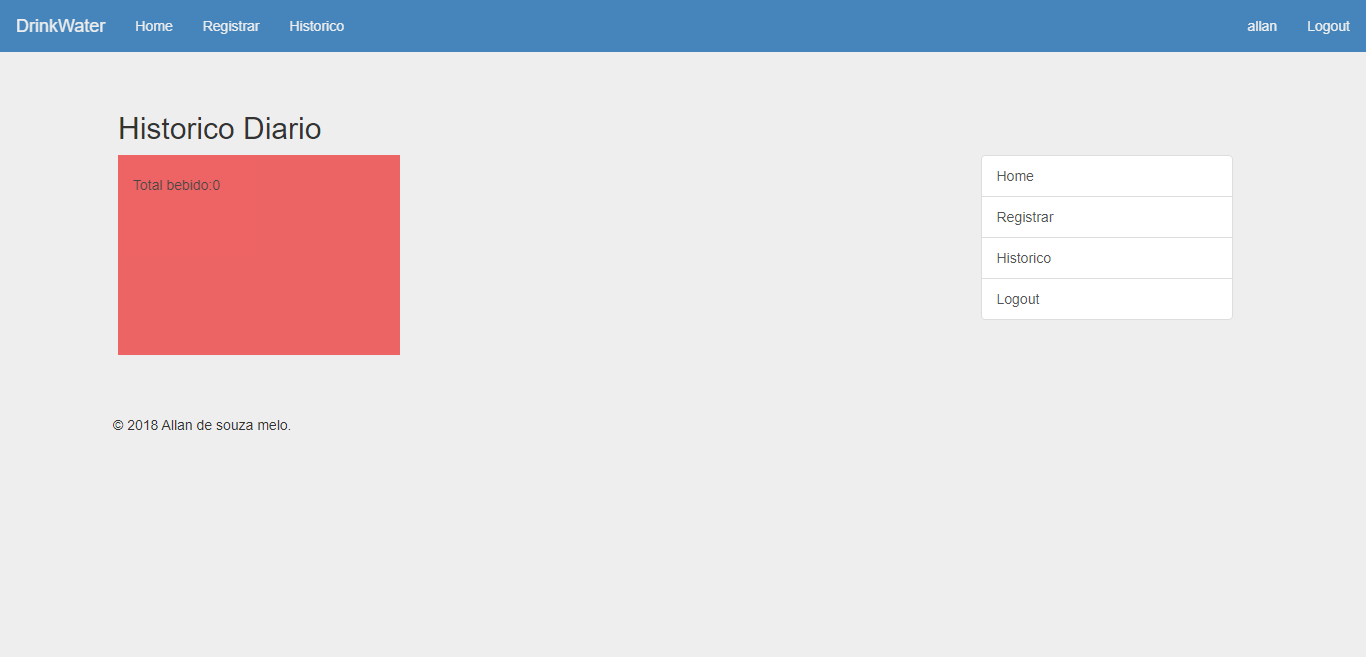 DrinkWater Home Registrar Historico allan Logout
Historico Diario
Total bebido:0
Home
Registrar
Historico
Logout
© 2018 Allan de souza melo.